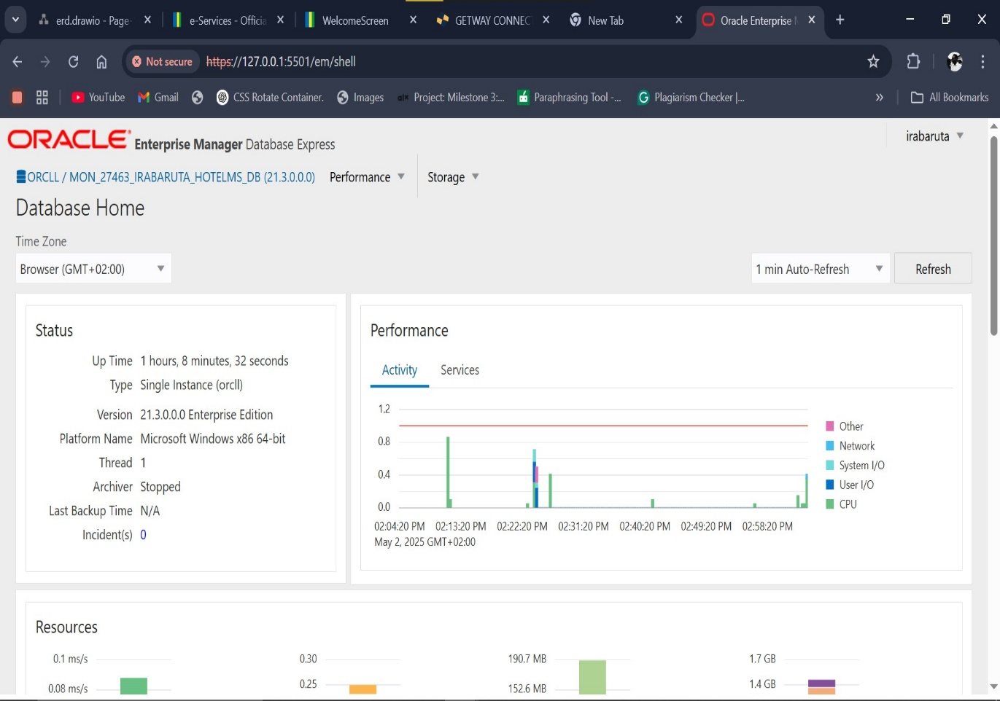 erd.drawio - Page-
e-Services - Officia
WelcomeScreen
GETWAY CONNEC
New Tab
Oracle Enterprise M
Not secure
https://127.0.0.1:5501/em/shell
YouTube
Gmail
CSS Rotate Container.
Images
Project: Milestone 3:...
Paraphrasing Tool -...
Plagiarism Checker |...
All Bookmarks
ORACLE Enterprise Manager Database Express
irabaruta
ORCLL / MON_27463_IRABARUTA_HOTELMS_DB (21.3.0.0.0)
Performance
Storage
Database Home
Time Zone
Browser (GMT+02:00)
1 min Auto-Refresh
Refresh
Status
Up Time 1 hours, 8 minutes, 32 seconds
Type Single Instance (orcll)
Version 21.3.0.0.0 Enterprise Edition
Platform Name Microsoft Windows x86 64-bit
Thread 1
Archiver Stopped
Last Backup Time N/A
Incident(s) 0
Performance
Activity
Services
1.2
0.8
0.4
0.0
02:04:20 PM 02:13:20 PM 02:22:20 PM 02:31:20 PM 02:40:20 PM 02:49:20 PM 02:58:20 PM
May 2, 2025 GMT+02:00
Other
Network
System I/O
User I/O
CPU
Resources
0.1 ms/s
0.08 ms/s
0.30
0.25
190.7 MB
152.6 MB
1.7 GB
1.4 GB